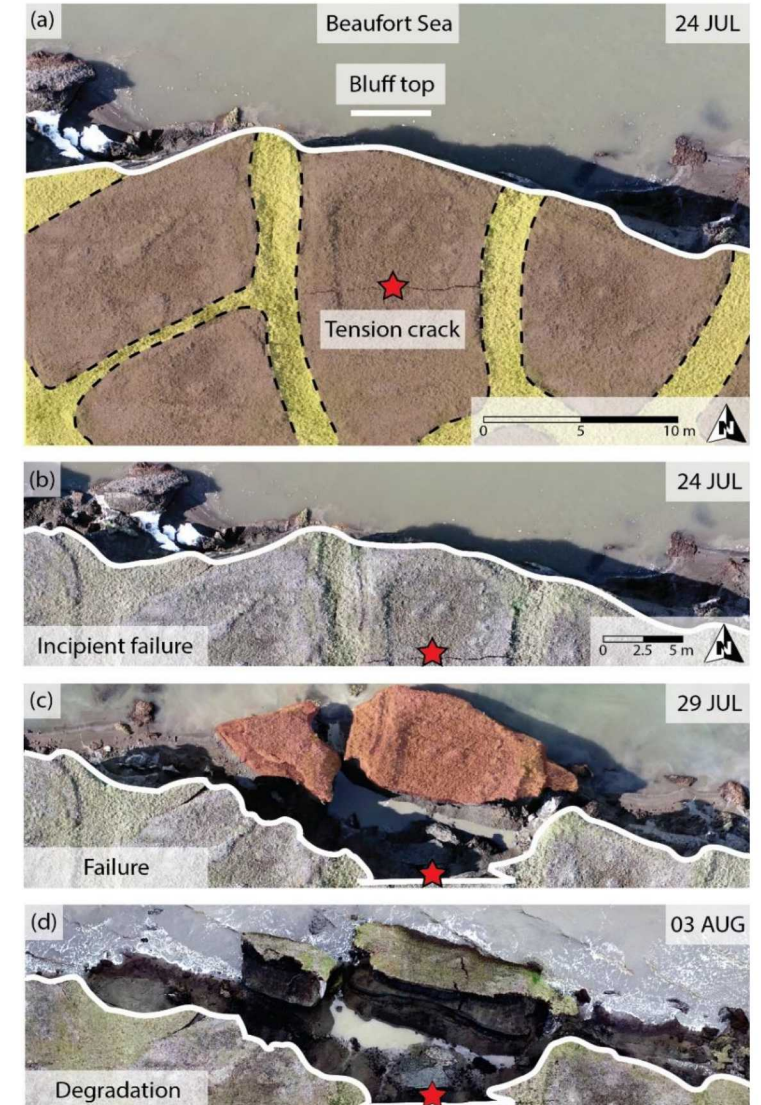 (a)
Beaufort Sea
24 JUL
Bluff top
Tension crack
0 5 10 m
N
(b)
24 JUL
Incipient failure
0 2.5 5 m
N
(c)
29 JUL
Failure
(d)
03 AUG
Degradation